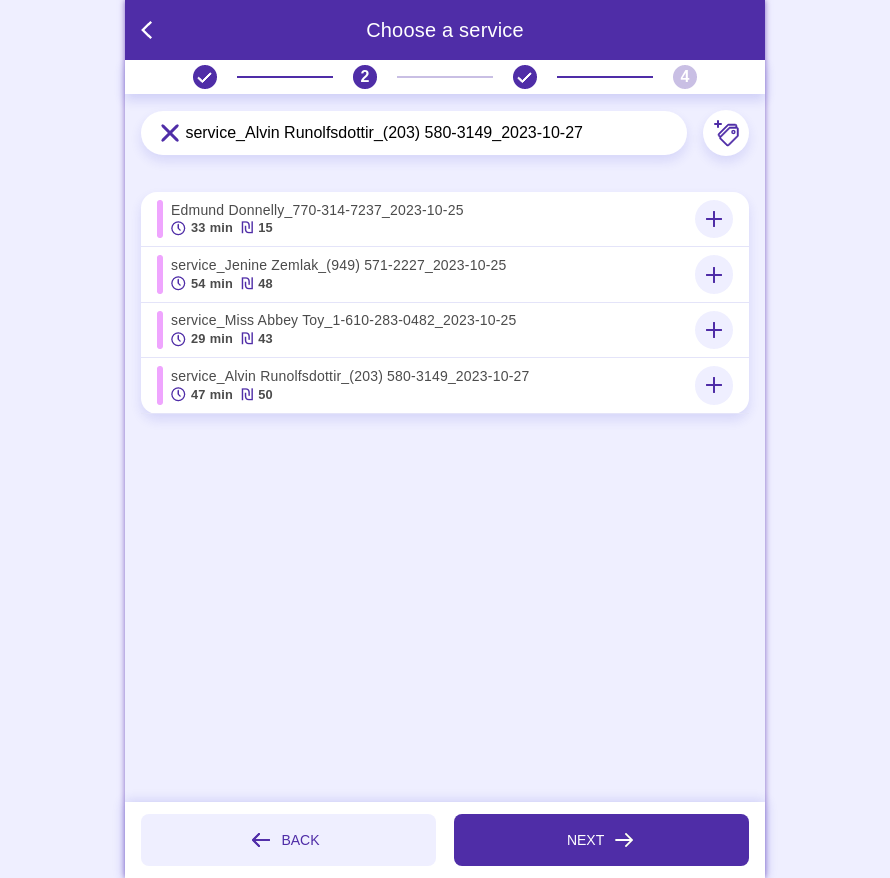 Choose a service
2
4
service_Alvin Runolfsdottir_(203) 580-3149_2023-10-27
Edmund Donnelly_770-314-7237_2023-10-25
33 min ₪ 15
service_Jenine Zemlak_(949) 571-2227_2023-10-25
54 min ₪ 48
service_Miss Abbey Toy_1-610-283-0482_2023-10-25
29 min ₪ 43
service_Alvin Runolfsdottir_(203) 580-3149_2023-10-27
47 min ₪ 50
BACK
NEXT